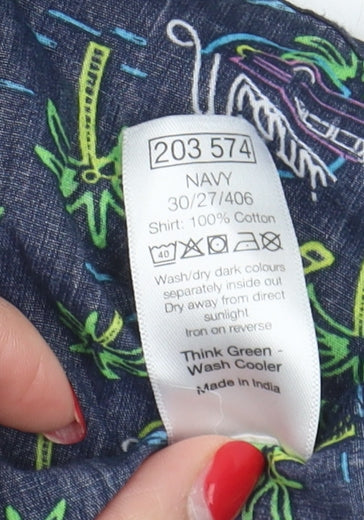 203 574
NAVY
30/27/406
Shirt: 100% Cotton
40
Wash/dry dark colours
separately inside out
Dry away from direct
sunlight
Iron on reverse
Think Green -
Wash Cooler
Made in India